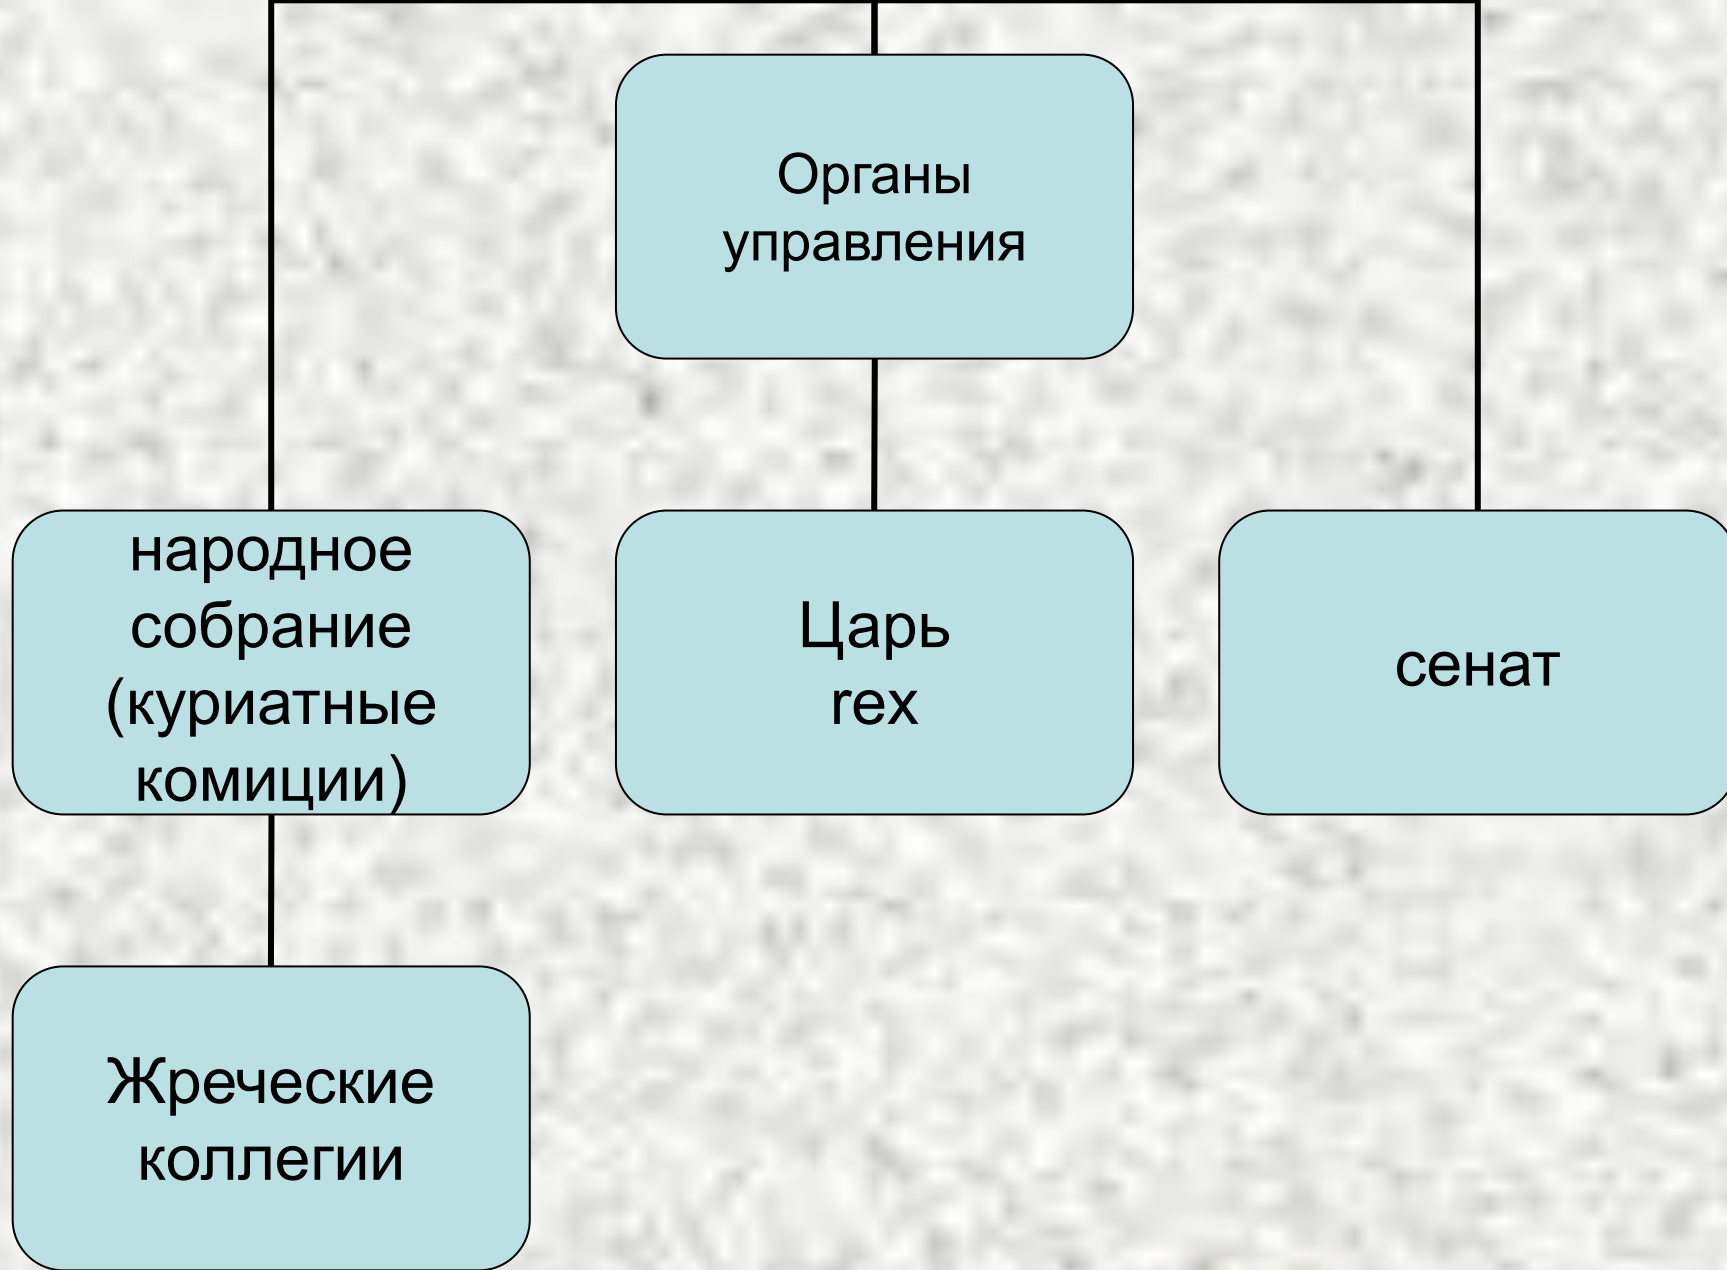 Органы
управления
народное
собрание
(куриатные
комиции)
Царь
rex
сенат
Жреческие
коллегии